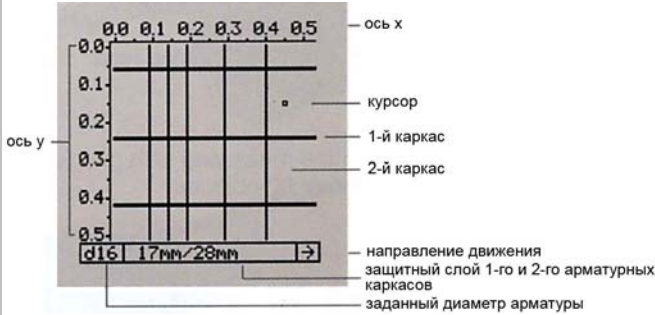 0.0 0.1 0.2 0.3 0.4 0.5
ось x
0.0
0.1
курсор
0.2
1-й каркас
ось y
0.3
2-й каркас
0.4
0.5
d16 17mm/28mm →
направление движения
защитный слой 1-го и 2-го арматурных
каркасов
заданный диаметр арматуры